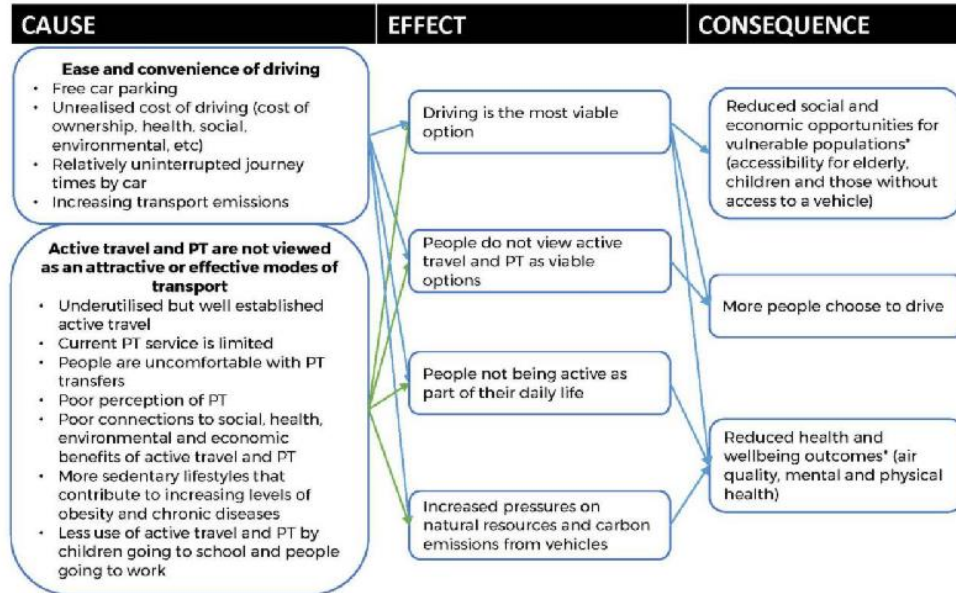 CAUSE
EFFECT
CONSEQUENCE
Ease and convenience of driving
• Free car parking
• Unrealised cost of driving (cost of
ownership, health, social,
environmental, etc)
• Relatively uninterrupted journey
times by car
• Increasing transport emissions
Active travel and PT are not viewed
as an attractive or effective modes of
transport
• Underutilised but well established
active travel
• Current PT service is limited
• People are uncomfortable with PT
transfers
• Poor perception of PT
• Poor connections to social, health,
environmental and economic
benefits of active travel and PT
• More sedentary lifestyles that
contribute to increasing levels of
obesity and chronic diseases
• Less use of active travel and PT by
children going to school and people
going to work
Driving is the most viable
option
People do not view active
travel and PT as viable
options
People not being active as
part of their daily life
Increased pressures on
natural resources and carbon
emissions from vehicles
Reduced social and
economic opportunities for
vulnerable populations*
(accessibility for elderly,
children and those without
access to a vehicle)
More people choose to drive
Reduced health and
wellbeing outcomes* (air
quality, mental and physical
health)